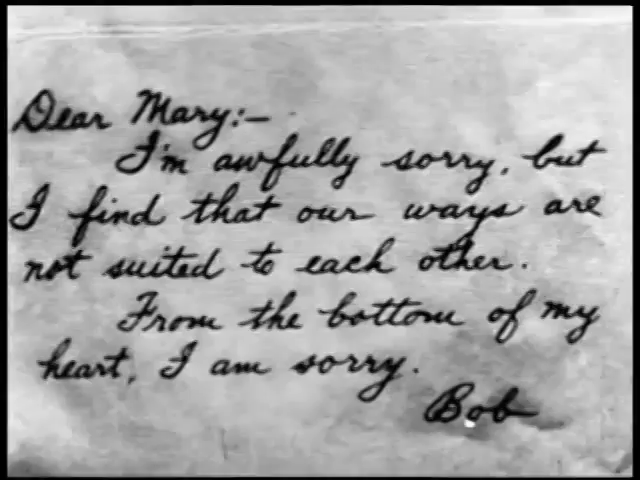 Dear Mary:—
I'm awfully sorry, but
I find that our ways are
not suited to each other.
From the bottom of my
heart, I am sorry.
Bob